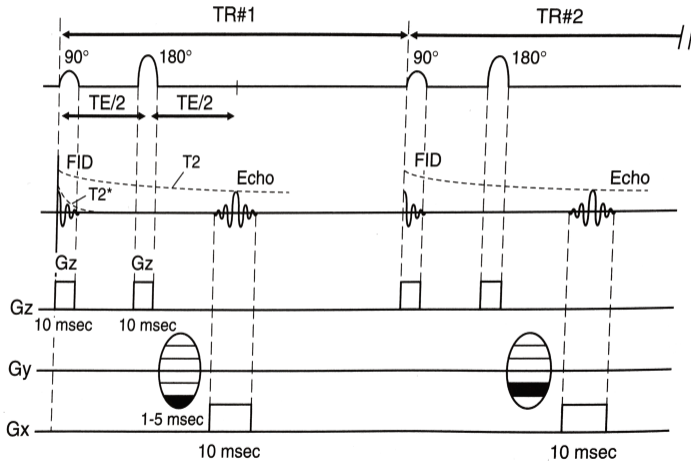 TR#1 TR#2
90° 180° 90° 180°
TE/2 TE/2
FID T2 Echo FID Echo
T2*
Gz Gz
Gz
10 msec 10 msec
Gy
1-5 msec
Gx
10 msec 10 msec